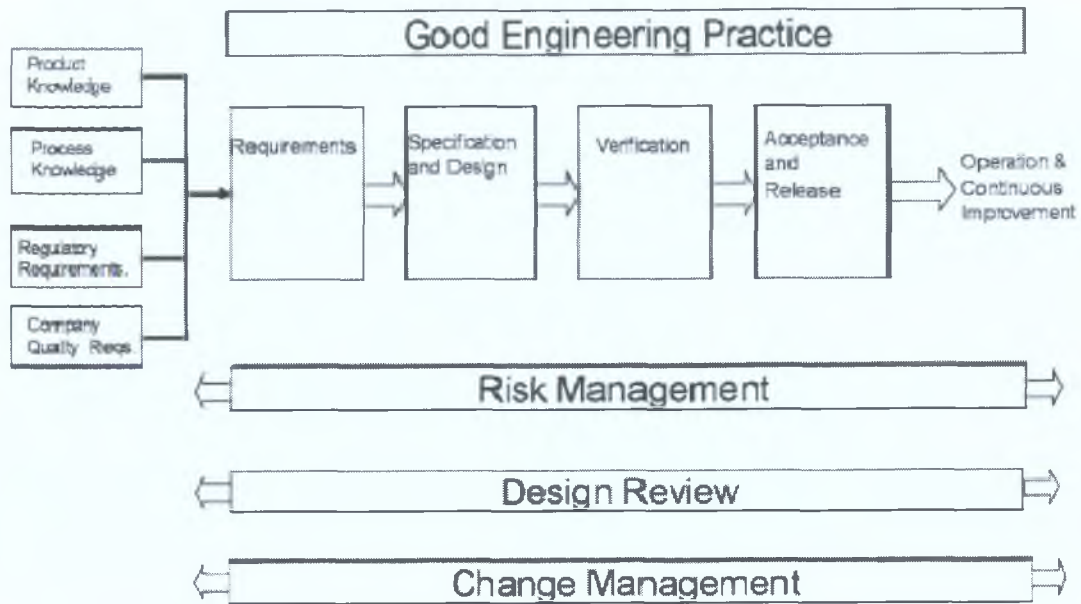 Good Engineering Practice
Product
Knowledge
Process
Knowledge
Regulatory
Requirements.
Company
Quality Reqs.
Requirements
Specification
and Design
Verification
Acceptance
and
Release
Operation &
Continuous
Improvement
Risk Management
Design Review
Change Management